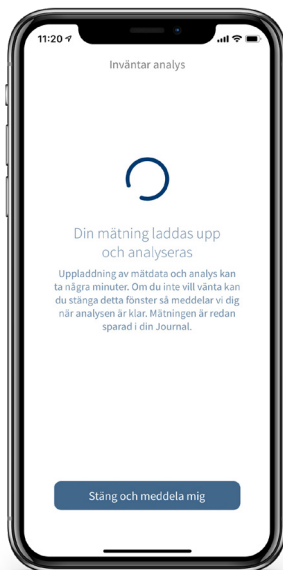 11:20
Inväntar analys
Din mätning laddas upp
och analyseras
Uppladdning av mätdata och analys kan
ta några minuter. Om du inte vill vänta kan
du stänga detta fönster så meddelar vi dig
när analysen är klar. Mätningen är redan
sparad i din Journal.
Stäng och meddela mig